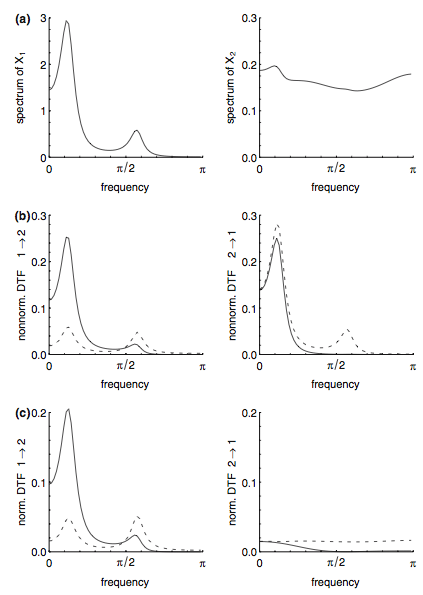 (a)
spectrum of X1
3
2
1
0
0
π/2
π
frequency
spectrum of X2
0.3
0.2
0.1
0.0
0
π/2
π
frequency
(b)
nonnorm. DTF 1→2
0.3
0.2
0.1
0.0
0
π/2
π
frequency
nonnorm. DTF 2→1
0.3
0.2
0.1
0.0
0
π/2
π
frequency
(c)
norm. DTF 1→2
0.2
0.1
0.0
0
π/2
π
frequency
norm. DTF 2→1
0.2
0.1
0.0
0
π/2
π
frequency